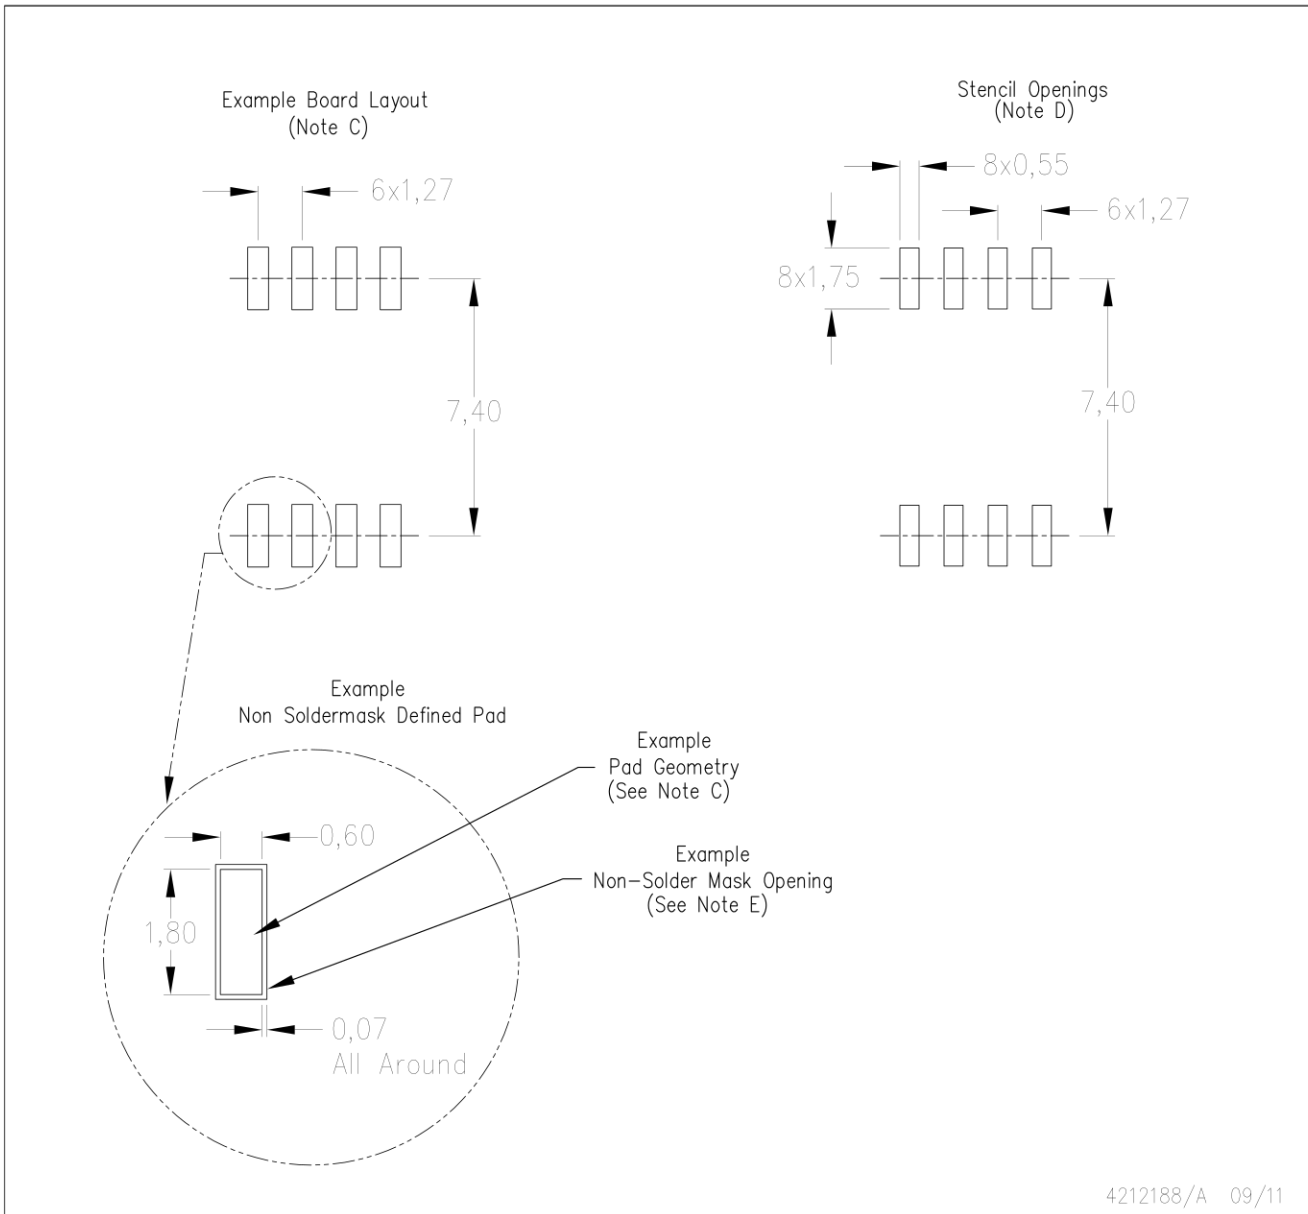 Example Board Layout
(Note C)
6x1,27
7,40
Stencil Openings
(Note D)
8x0,55
6x1,27
8x1,75
7,40
Example
Non Soldermask Defined Pad
Example
Pad Geometry
(See Note C)
0,60
Example
Non-Solder Mask Opening
(See Note E)
1,80
0,07
All Around
4212188/A 09/11